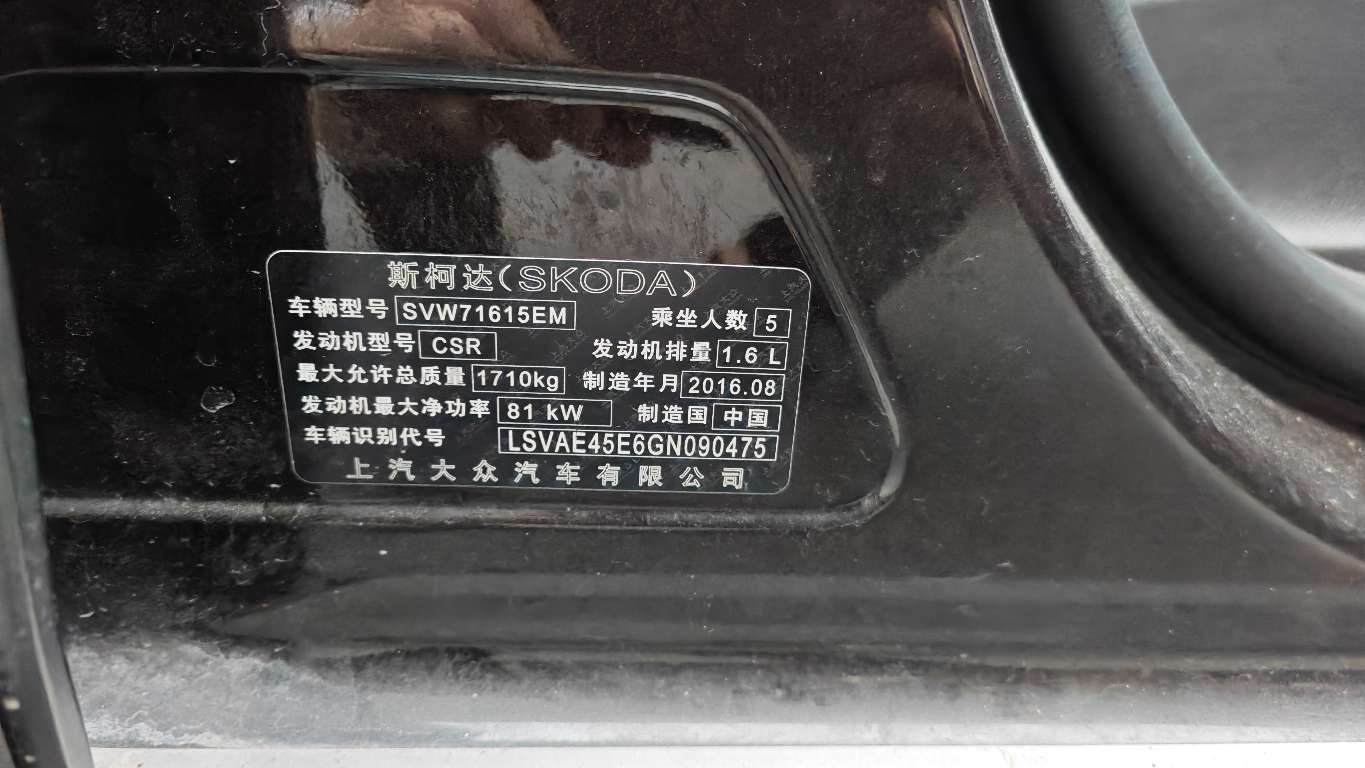 斯柯达(SKODA)
车辆型号 SVW71615EM 乘坐人数 5
发动机型号 CSR 发动机排量 1.6 L
最大允许总质量 1710kg 制造年月 2016.08
发动机最大净功率 81 kW 制造国 中国
车辆识别代号 LSVAE45E6GN090475
上汽大众汽车有限公司